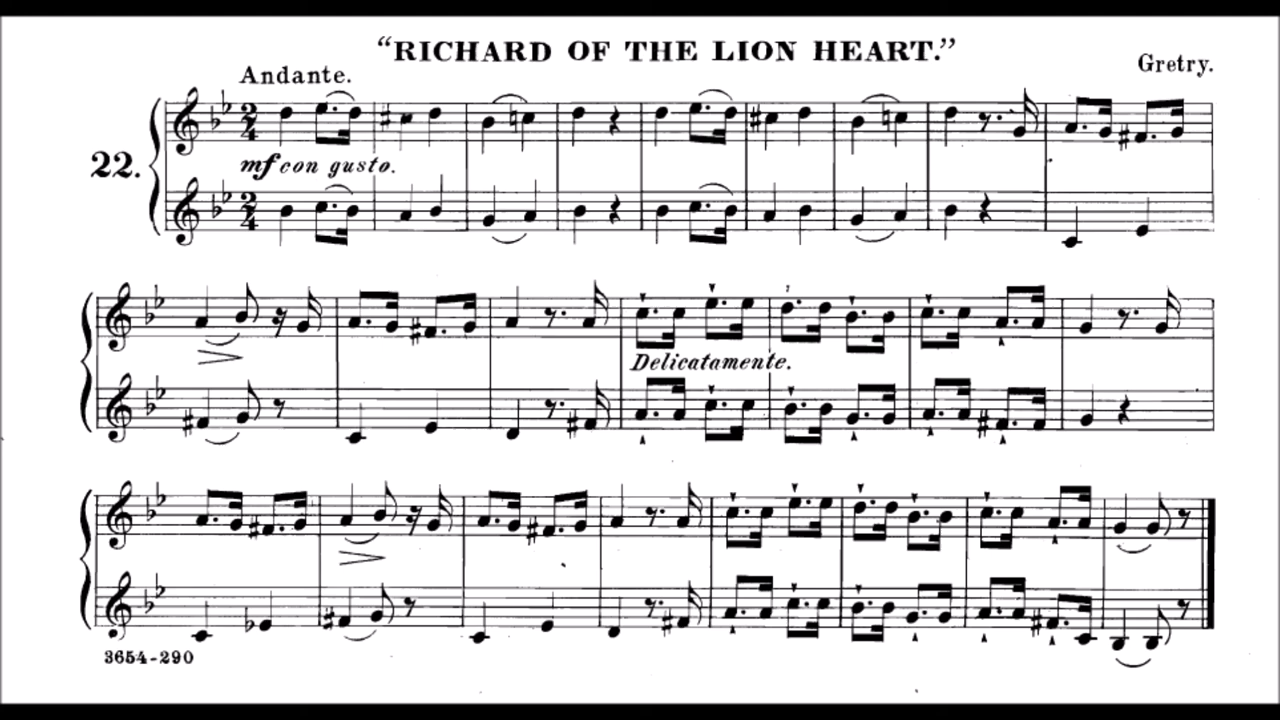 "RICHARD OF THE LION HEART."
Andante.
Gretry.
22.
mf con gusto.
Delicatamente.
3654-290